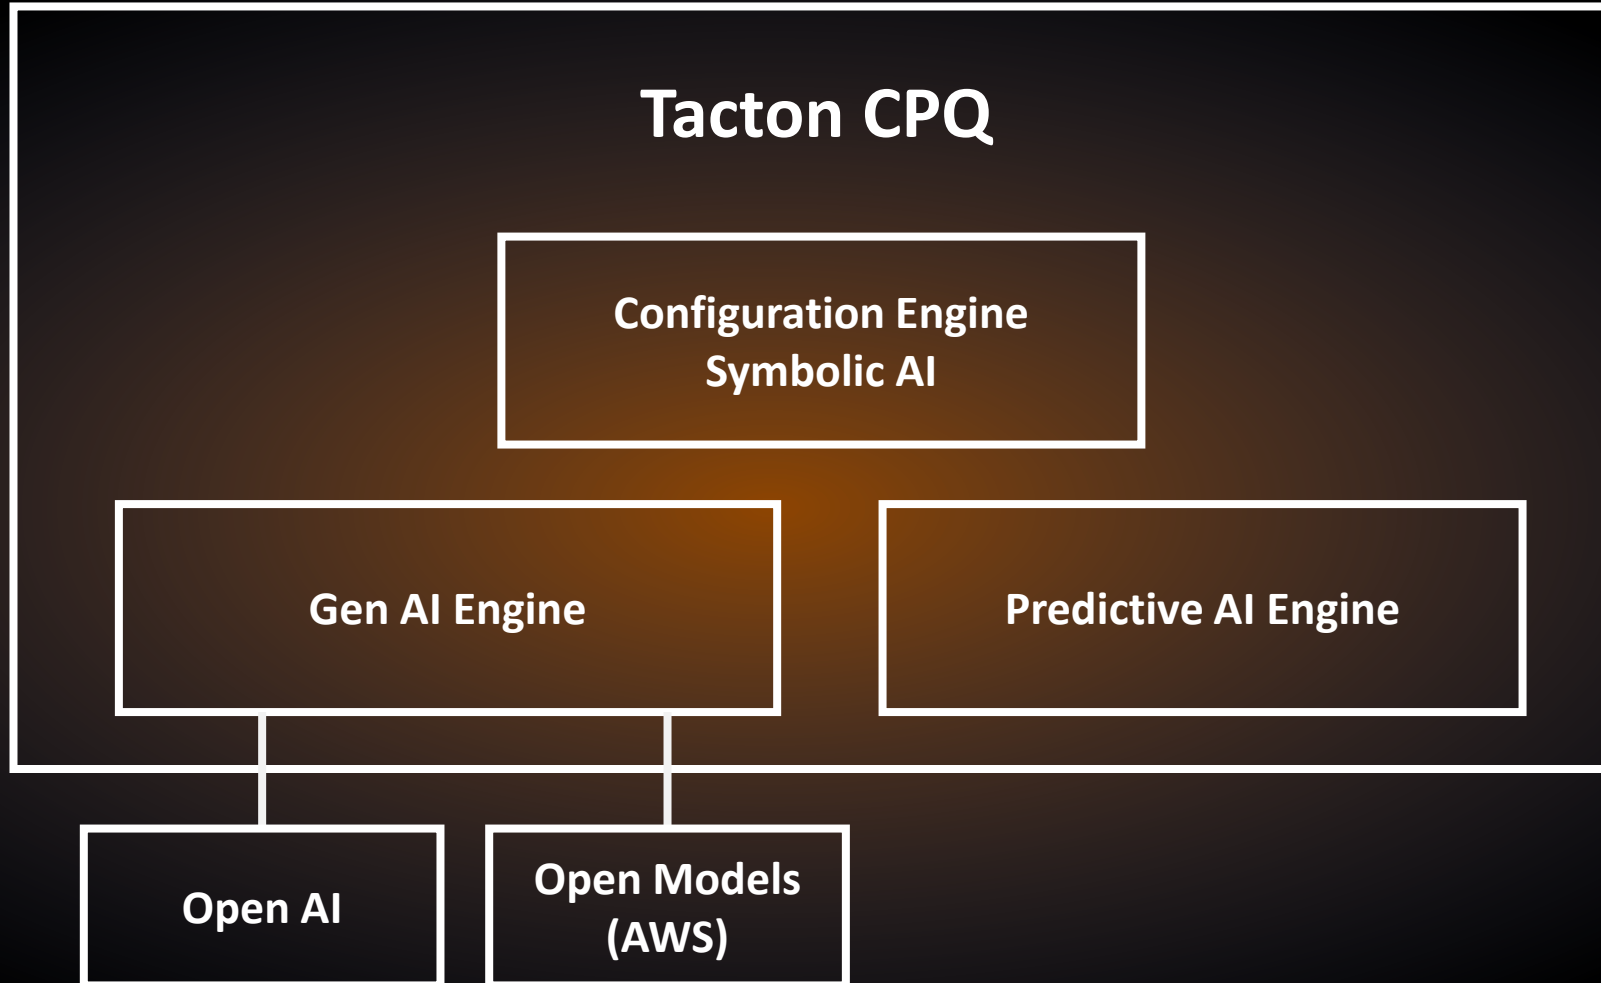 Tacton CPQ
Configuration Engine
Symbolic AI
Gen AI Engine
Predictive AI Engine
Open AI
Open Models
(AWS)